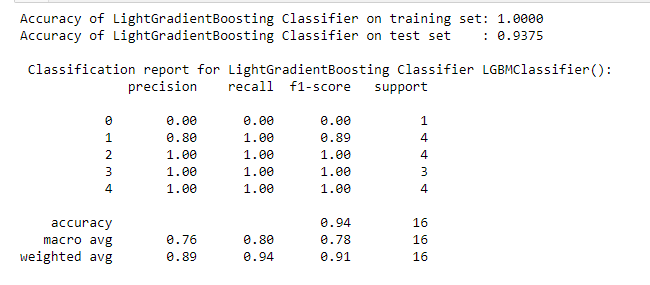 Accuracy of LightGradientBoosting Classifier on training set: 1.0000
Accuracy of LightGradientBoosting Classifier on test set    : 0.9375
Classification report for LightGradientBoosting Classifier LGBMClassifier():
precision    recall  f1-score   support
0       0.00      0.00      0.00         1
1       0.80      1.00      0.89         4
2       1.00      1.00      1.00         4
3       1.00      1.00      1.00         3
4       1.00      1.00      1.00         4
accuracy                           0.94        16
macro avg       0.76      0.80      0.78        16
weighted avg       0.89      0.94      0.91        16